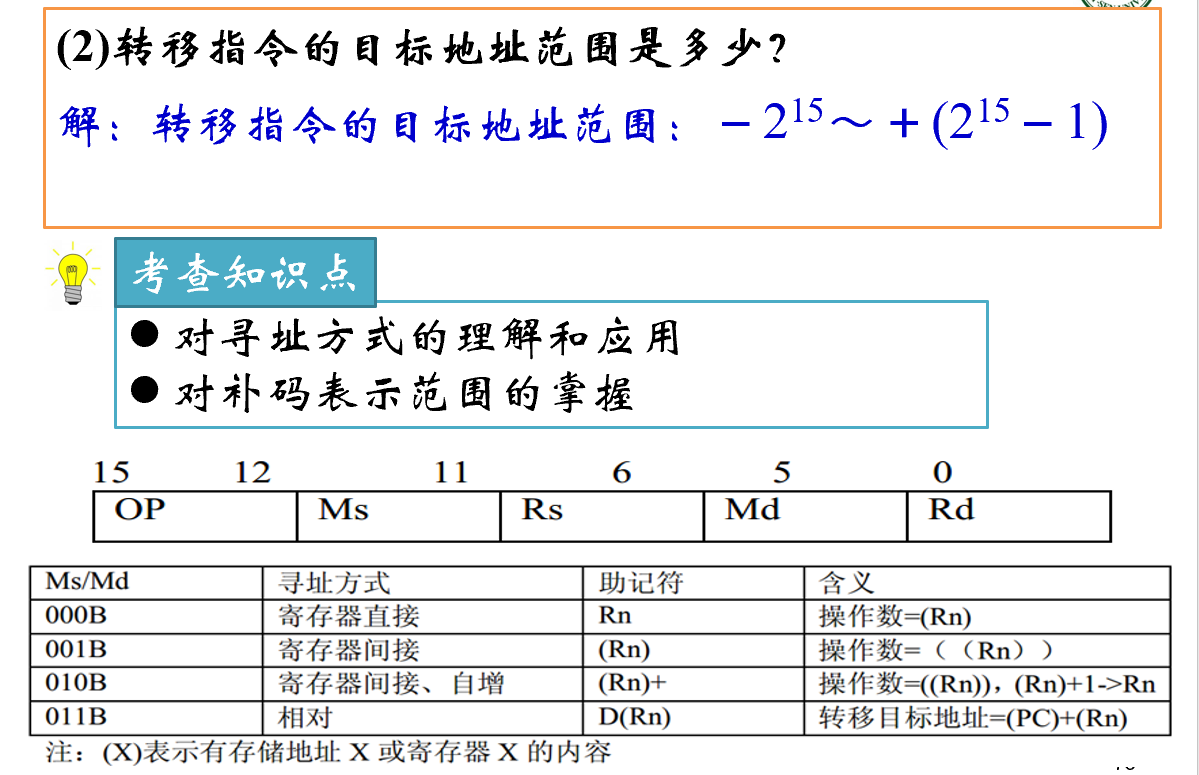 (2)转移指令的目标地址范围是多少?
解：转移指令的目标地址范围：－2^15～＋(2^15－1)
考查知识点
●对寻址方式的理解和应用
●对补码表示范围的掌握
15 12 11 6 5 0
OP Ms Rs Md Rd
Ms/Md 寻址方式 助记符 含义
000B 寄存器直接 Rn 操作数=(Rn)
001B 寄存器间接 (Rn) 操作数=（（Rn））
010B 寄存器间接、自增 (Rn)+ 操作数=((Rn))，(Rn)+1->Rn
011B 相对 D(Rn) 转移目标地址=(PC)+(Rn)
注：(X)表示有存储地址 X 或寄存器 X 的内容